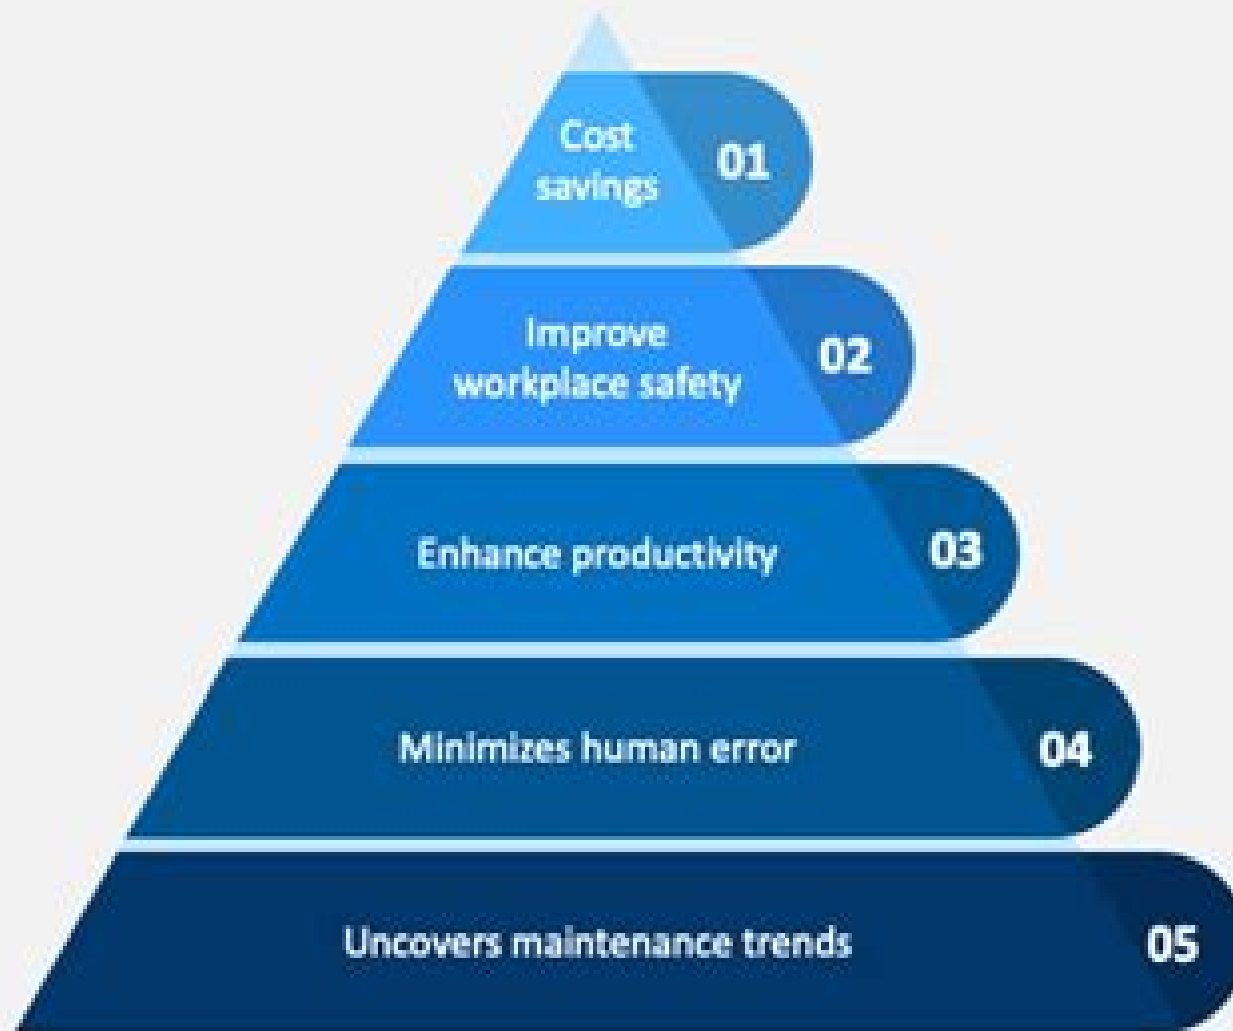 Cost
savings
01
Improve
workplace safety
02
Enhance productivity
03
Minimizes human error
04
Uncovers maintenance trends
05